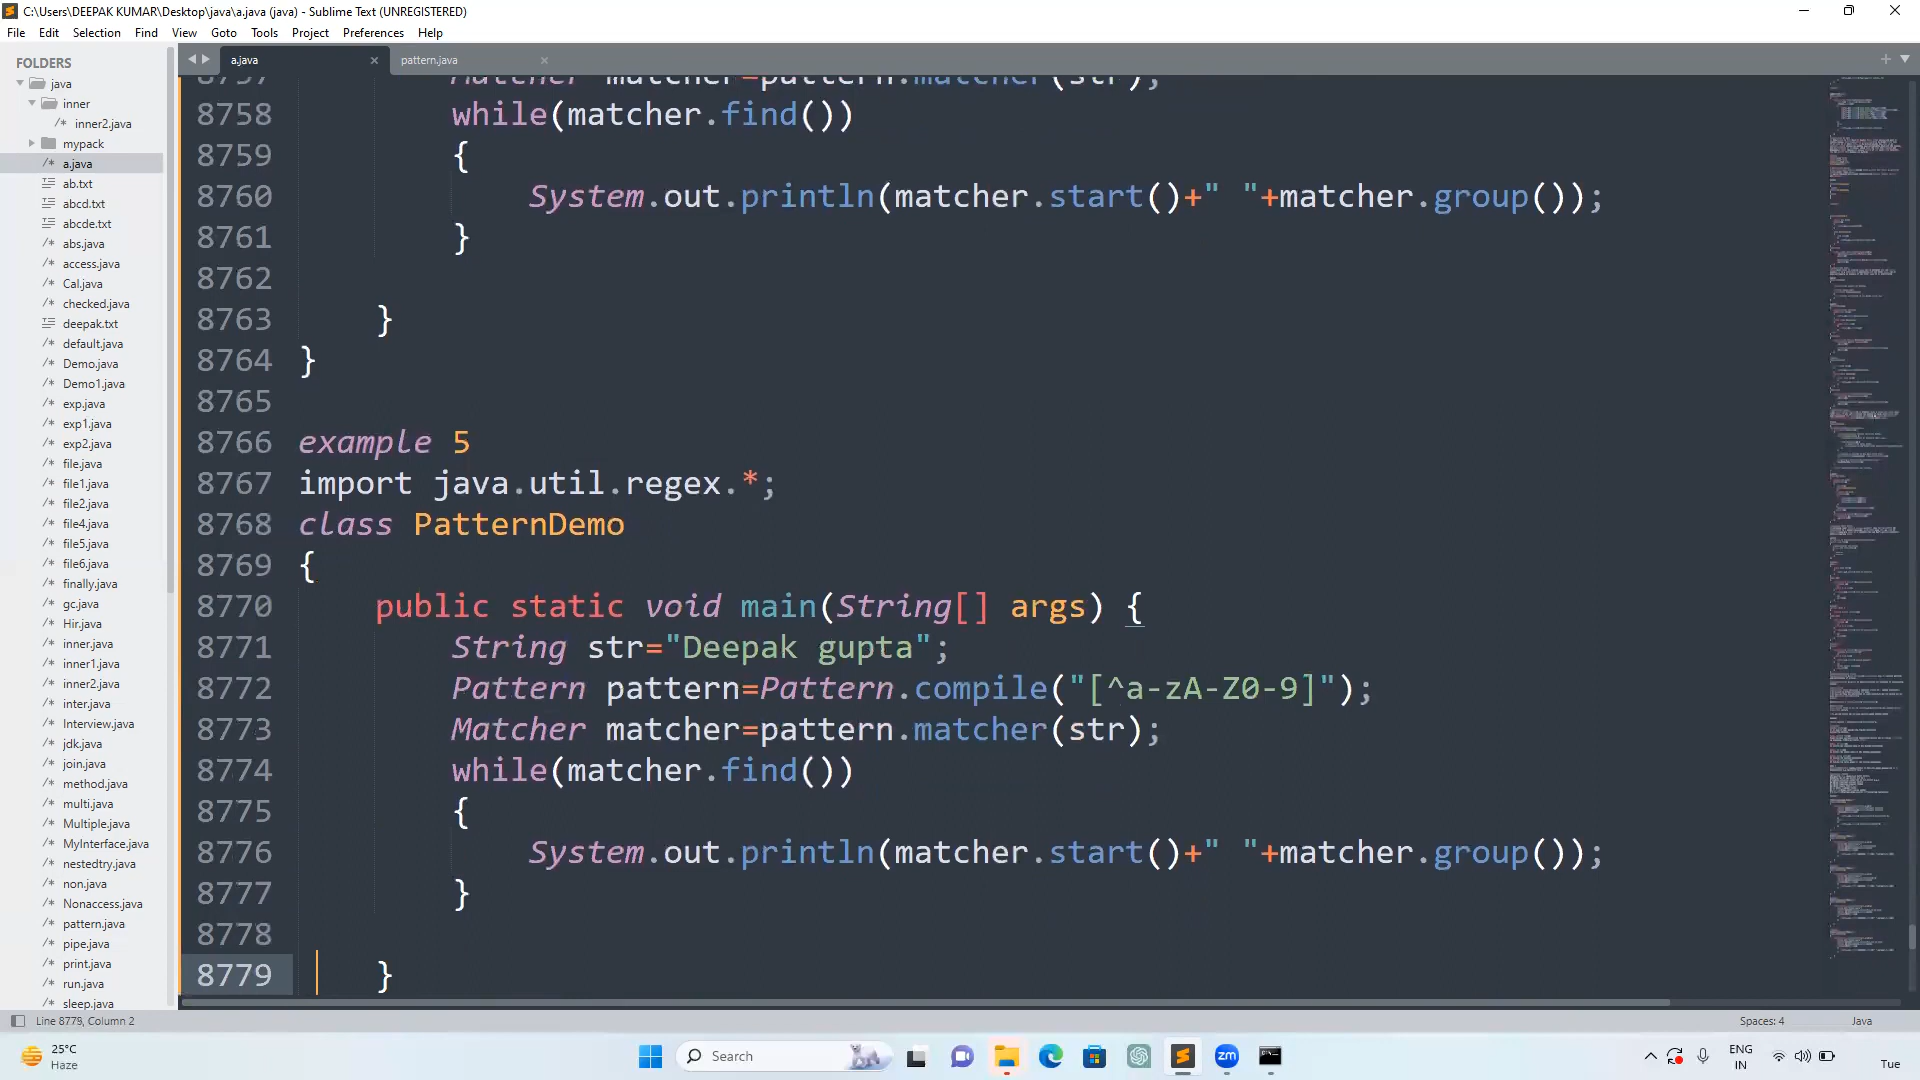 C:\Users\DEEPAK KUMAR\Desktop\java\a.java (java) - Sublime Text (UNREGISTERED)
File Edit Selection Find View Goto Tools Project Preferences Help
FOLDERS
java
inner
inner2.java
mypack
a.java
ab.txt
abcd.txt
abcde.txt
abs.java
access.java
Cal.java
checked.java
deepak.txt
default.java
Demo.java
Demo1.java
exp.java
exp1.java
exp2.java
file.java
file1.java
file2.java
file4.java
file5.java
file6.java
finally.java
gc.java
Hir.java
inner.java
inner1.java
inner2.java
inter.java
Interview.java
jdk.java
join.java
method.java
multi.java
Multiple.java
MyInterface.java
nestedtry.java
non.java
Nonaccess.java
pattern.java
pipe.java
print.java
run.java
sleep.java
a.java pattern.java
8757 Matcher matcher=pattern.matcher(str);
8758 while(matcher.find())
8759 {
8760 System.out.println(matcher.start()+" "+matcher.group());
8761 }
8762
8763 }
8764 }
8765
8766 example 5
8767 import java.util.regex.*;
8768 class PatternDemo
8769 {
8770 public static void main(String[] args) {
8771 String str="Deepak gupta";
8772 Pattern pattern=Pattern.compile("[^a-zA-Z0-9]");
8773 Matcher matcher=pattern.matcher(str);
8774 while(matcher.find())
8775 {
8776 System.out.println(matcher.start()+" "+matcher.group());
8777 }
8778
8779 }
Line 8779, Column 2 Spaces: 4 Java
25°C
Haze
Search
zm
ENG
IN
Tue